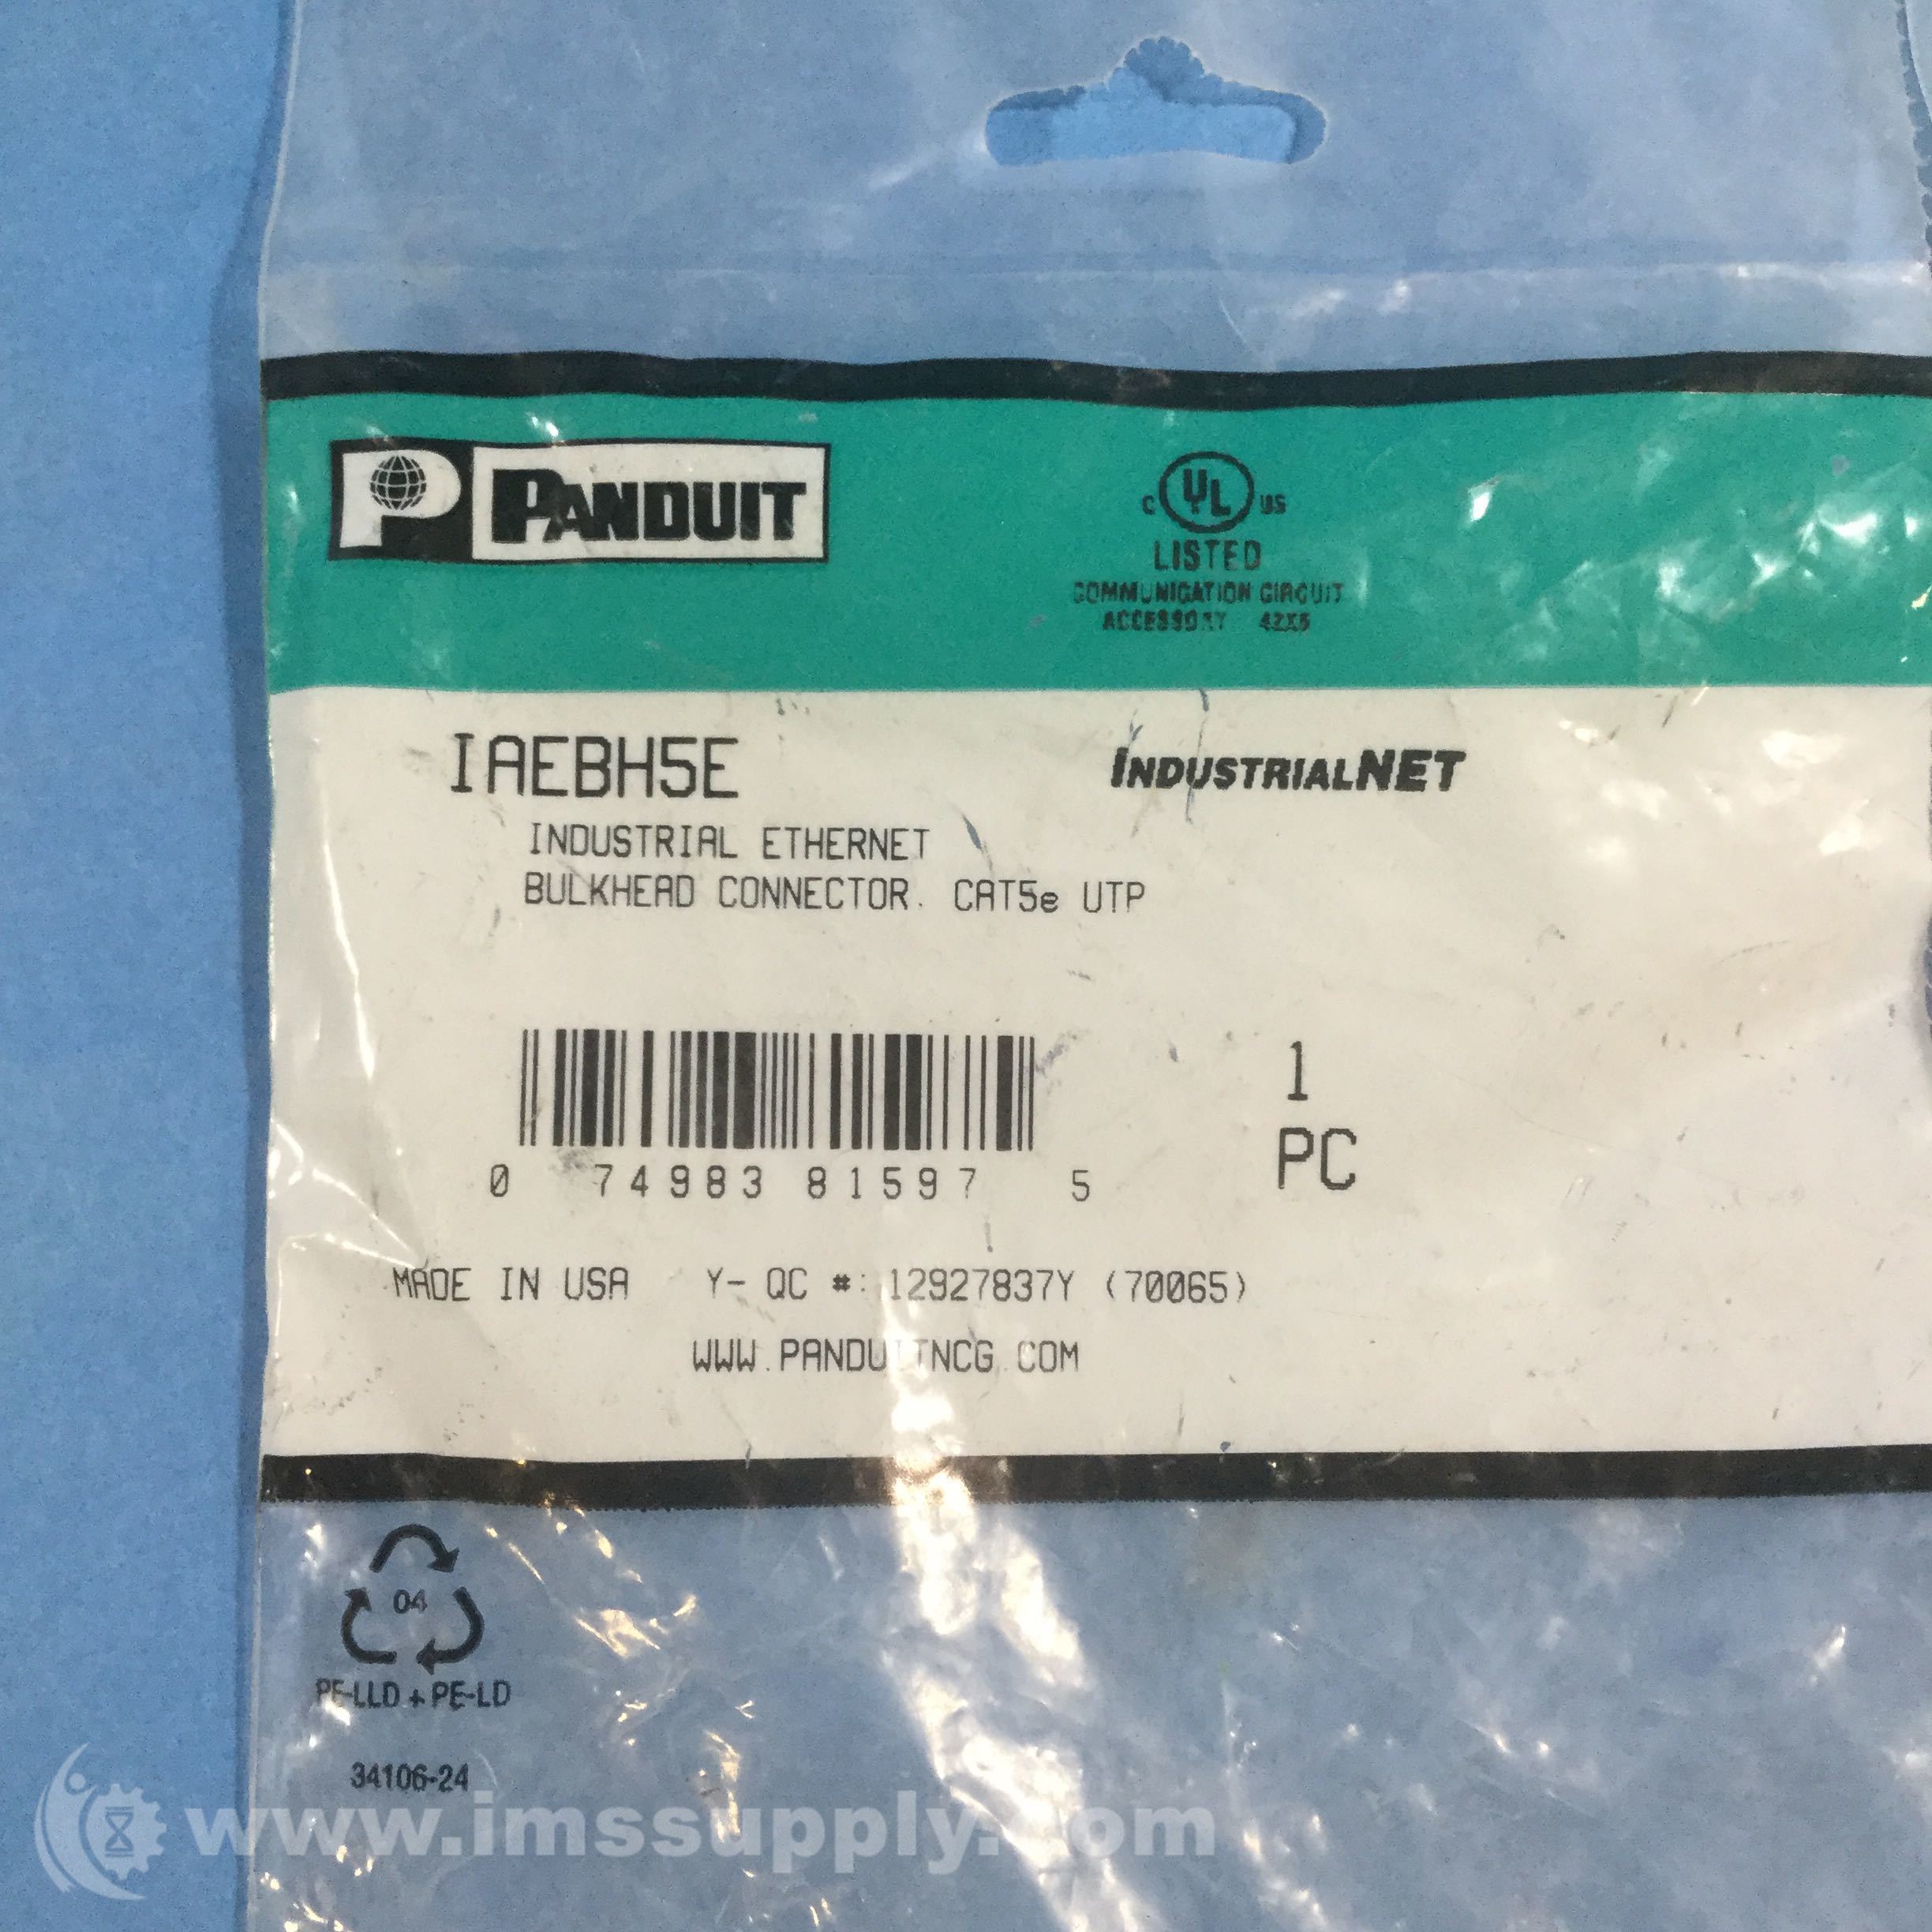 P PANDUIT
C UL US
LISTED
COMMUNICATION CIRCUIT
ACCESSORY 42X5
IAEBH5E
INDUSTRIALNET
INDUSTRIAL ETHERNET
BULKHEAD CONNECTOR. CAT5e UTP
0 74983 81597 5
1
PC
MADE IN USA Y- QC #: 12927837Y (70065)
WWW.PANDUITNCG.COM
04
PE-LLD + PE-LD
34106-24
www.imssupply.com